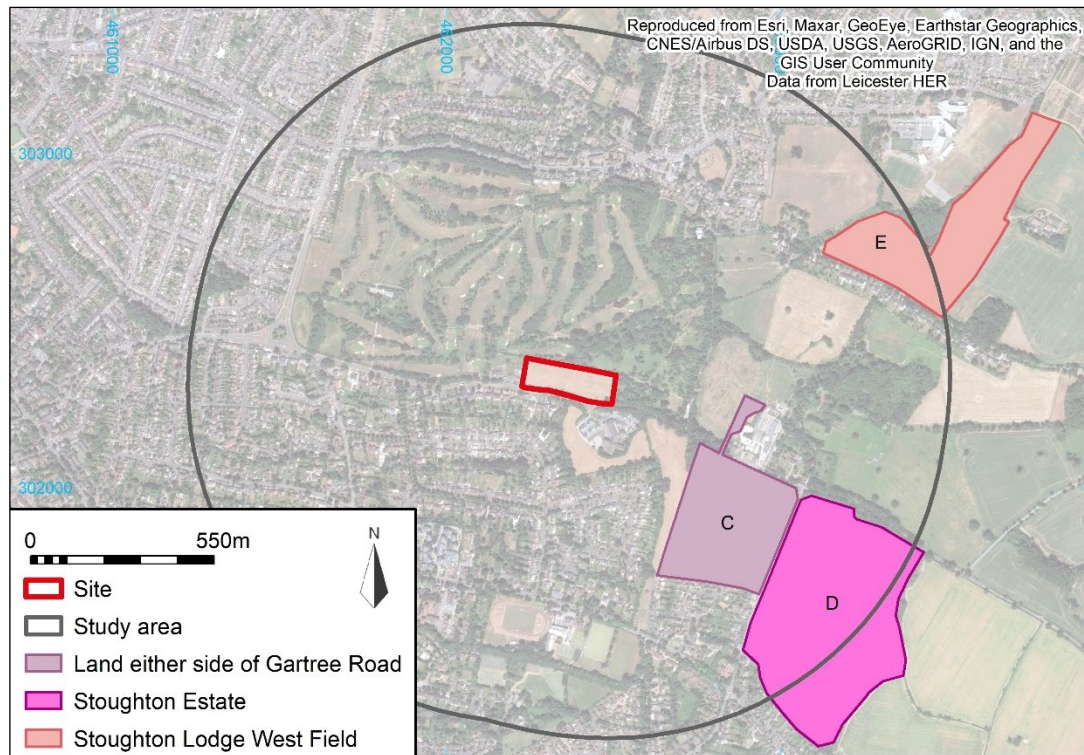 Reproduced from Esri, Maxar, GeoEye, Earthstar Geographics,
CNES/Airbus DS, USDA, USGS, AeroGRID, IGN, and the
GIS User Community
Data from Leicester HER
461000
462000
303000
302000
E
C
D
0 550m
N
Site
Study area
Land either side of Gartree Road
Stoughton Estate
Stoughton Lodge West Field